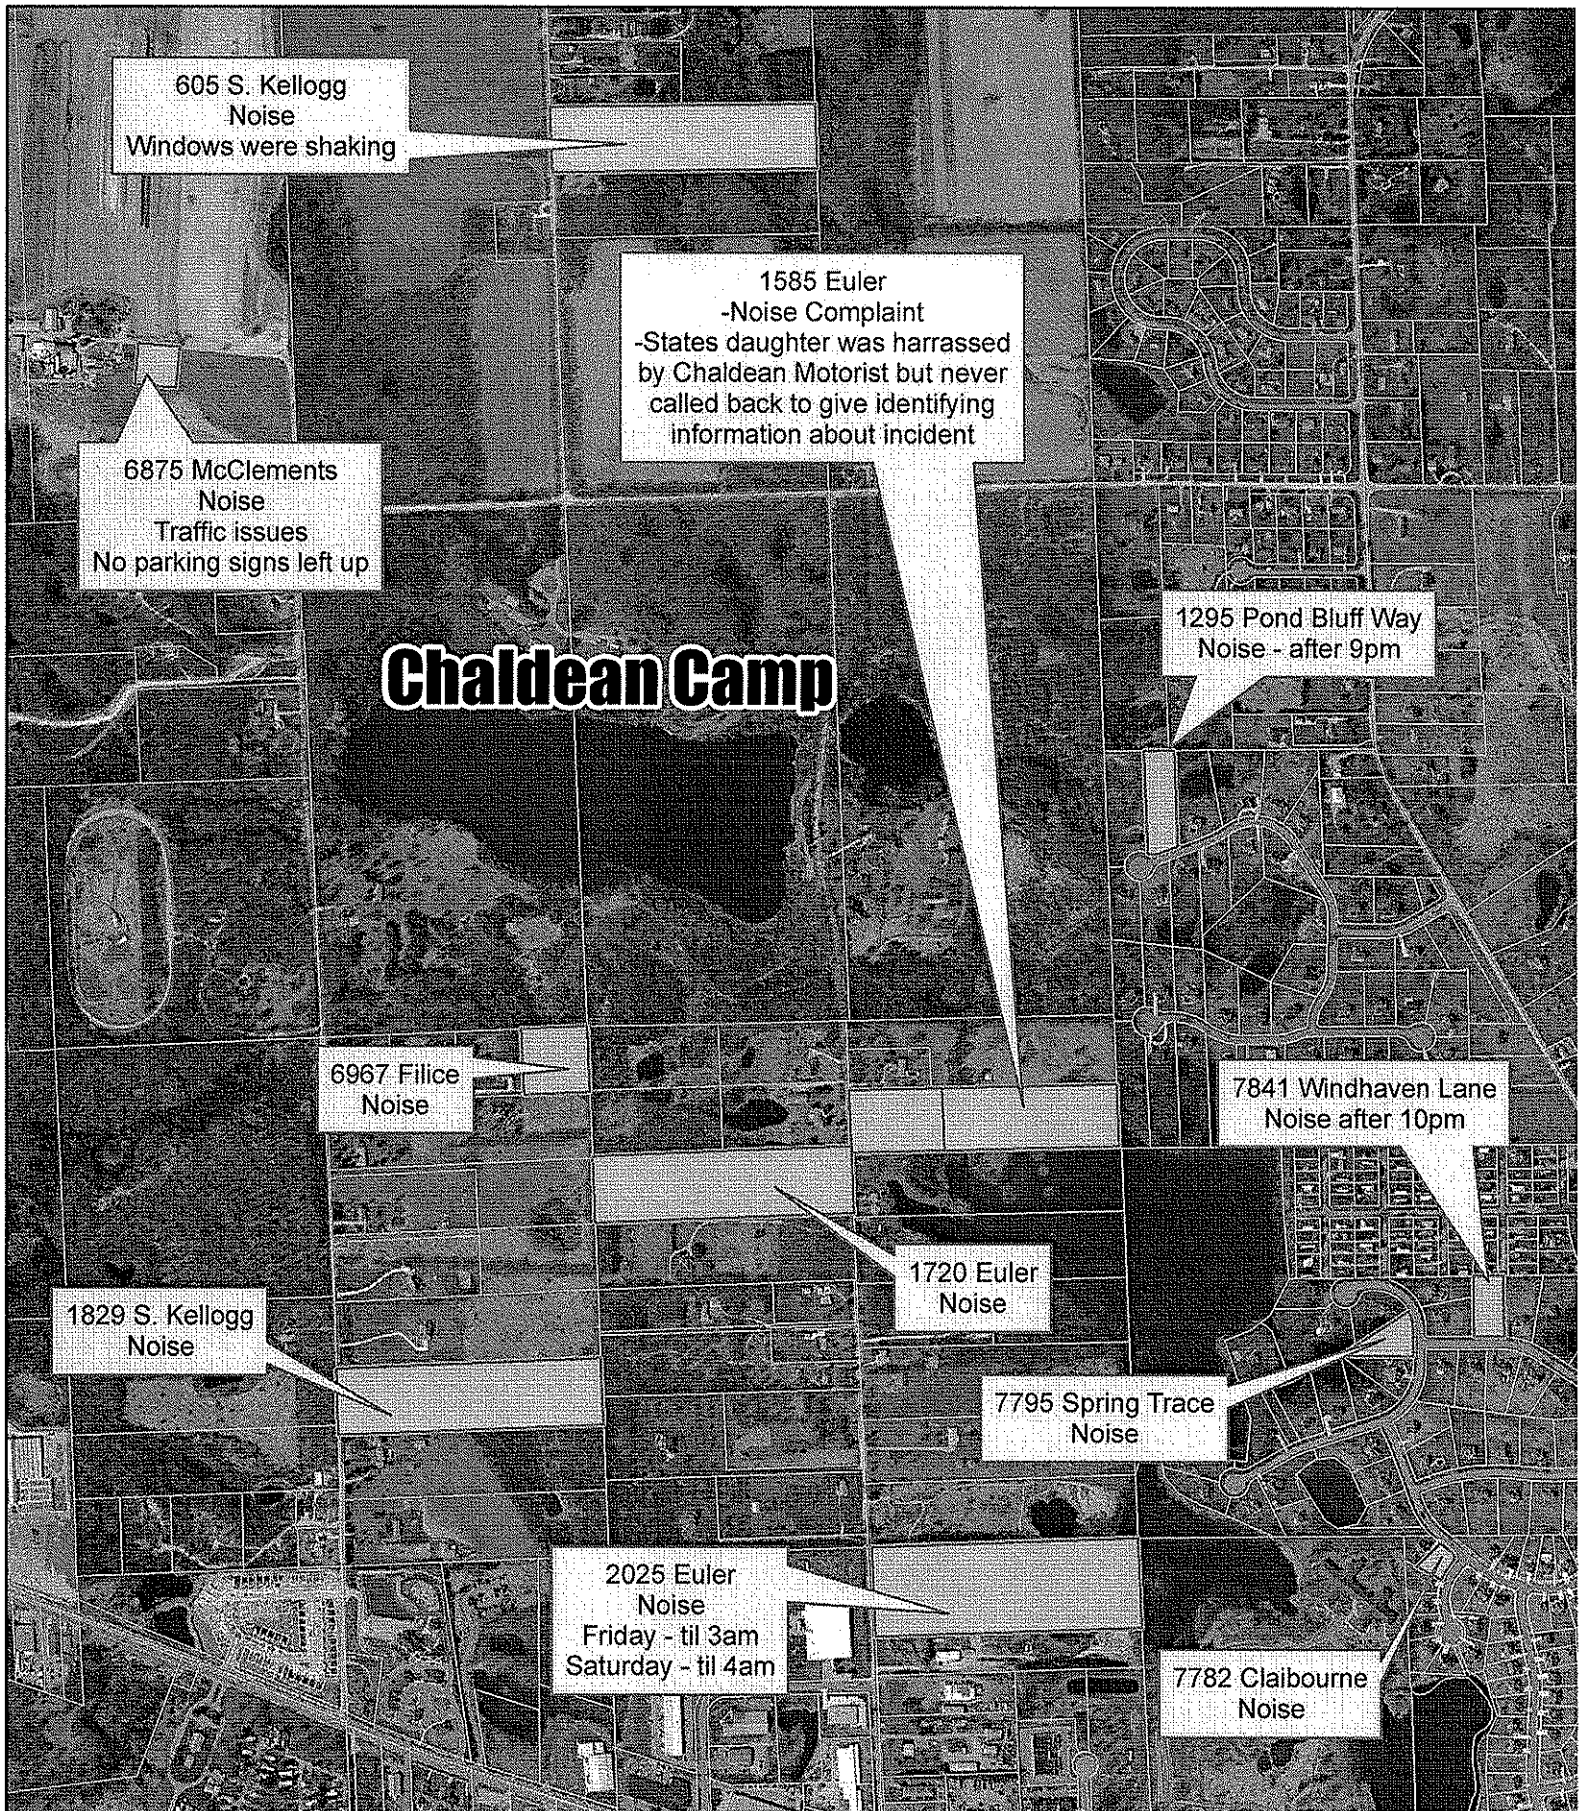 605 S. Kellogg
Noise
Windows were shaking
1585 Euler
-Noise Complaint
-States daughter was harrassed
by Chaldean Motorist but never
called back to give identifying
information about incident
6875 McClements
Noise
Traffic issues
No parking signs left up
1295 Pond Bluff Way
Noise - after 9pm
Chaldean Camp
6967 Filice
Noise
7841 Windhaven Lane
Noise after 10pm
1720 Euler
Noise
1829 S. Kellogg
Noise
7795 Spring Trace
Noise
2025 Euler
Noise
Friday - til 3am
Saturday - til 4am
7782 Claibourne
Noise